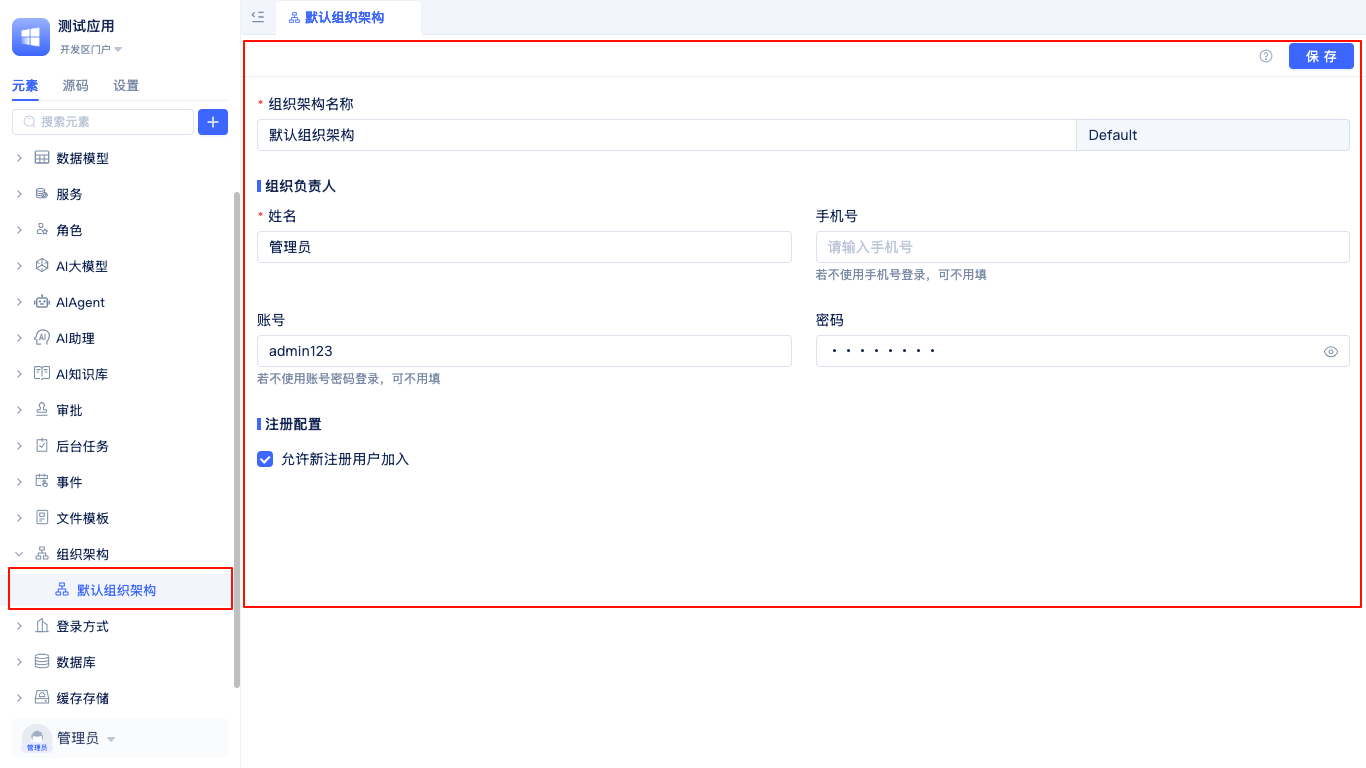 测试应用
开发区门户
元素 源码 设置
搜索元素
数据模型
服务
角色
AI大模型
AIAgent
AI助理
AI知识库
审批
后台任务
事件
文件模板
组织架构
默认组织架构
登录方式
数据库
缓存存储
管理员
管理员
默认组织架构
保 存
* 组织架构名称
默认组织架构 Default
组织负责人
* 姓名
管理员
手机号
请输入手机号
若不使用手机号登录，可不用填
账号
admin123
若不使用账号密码登录，可不用填
密码
••••••••
注册配置
允许新注册用户加入